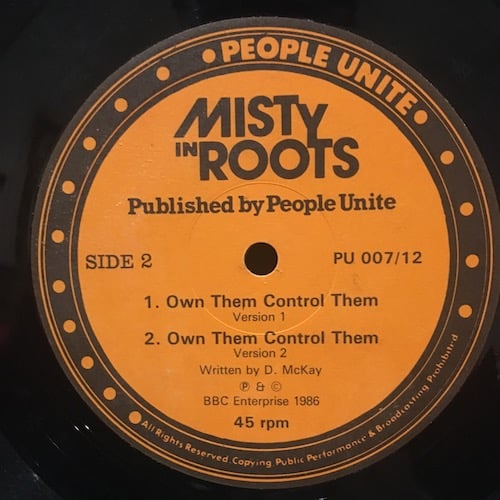 PEOPLE UNITE
MISTY
IN ROOTS
Published by People Unite
SIDE 2
PU 007/12
1. Own Them Control Them
Version 1
2. Own Them Control Them
Version 2
Written by D. McKay
℗ & ©
BBC Enterprise 1986
45 rpm
All Rights Reserved. Copying, Public Performance & Broadcasting Prohibited